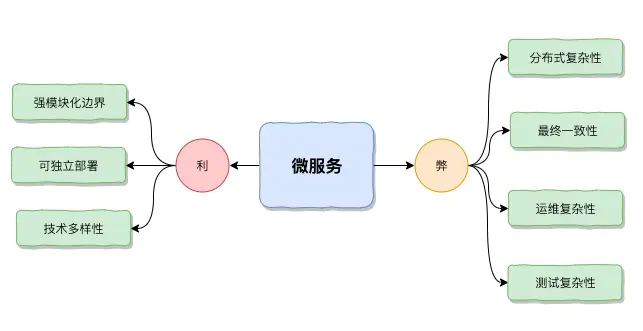 强模块化边界
可独立部署
技术多样性
利
微服务
弊
分布式复杂性
最终一致性
运维复杂性
测试复杂性